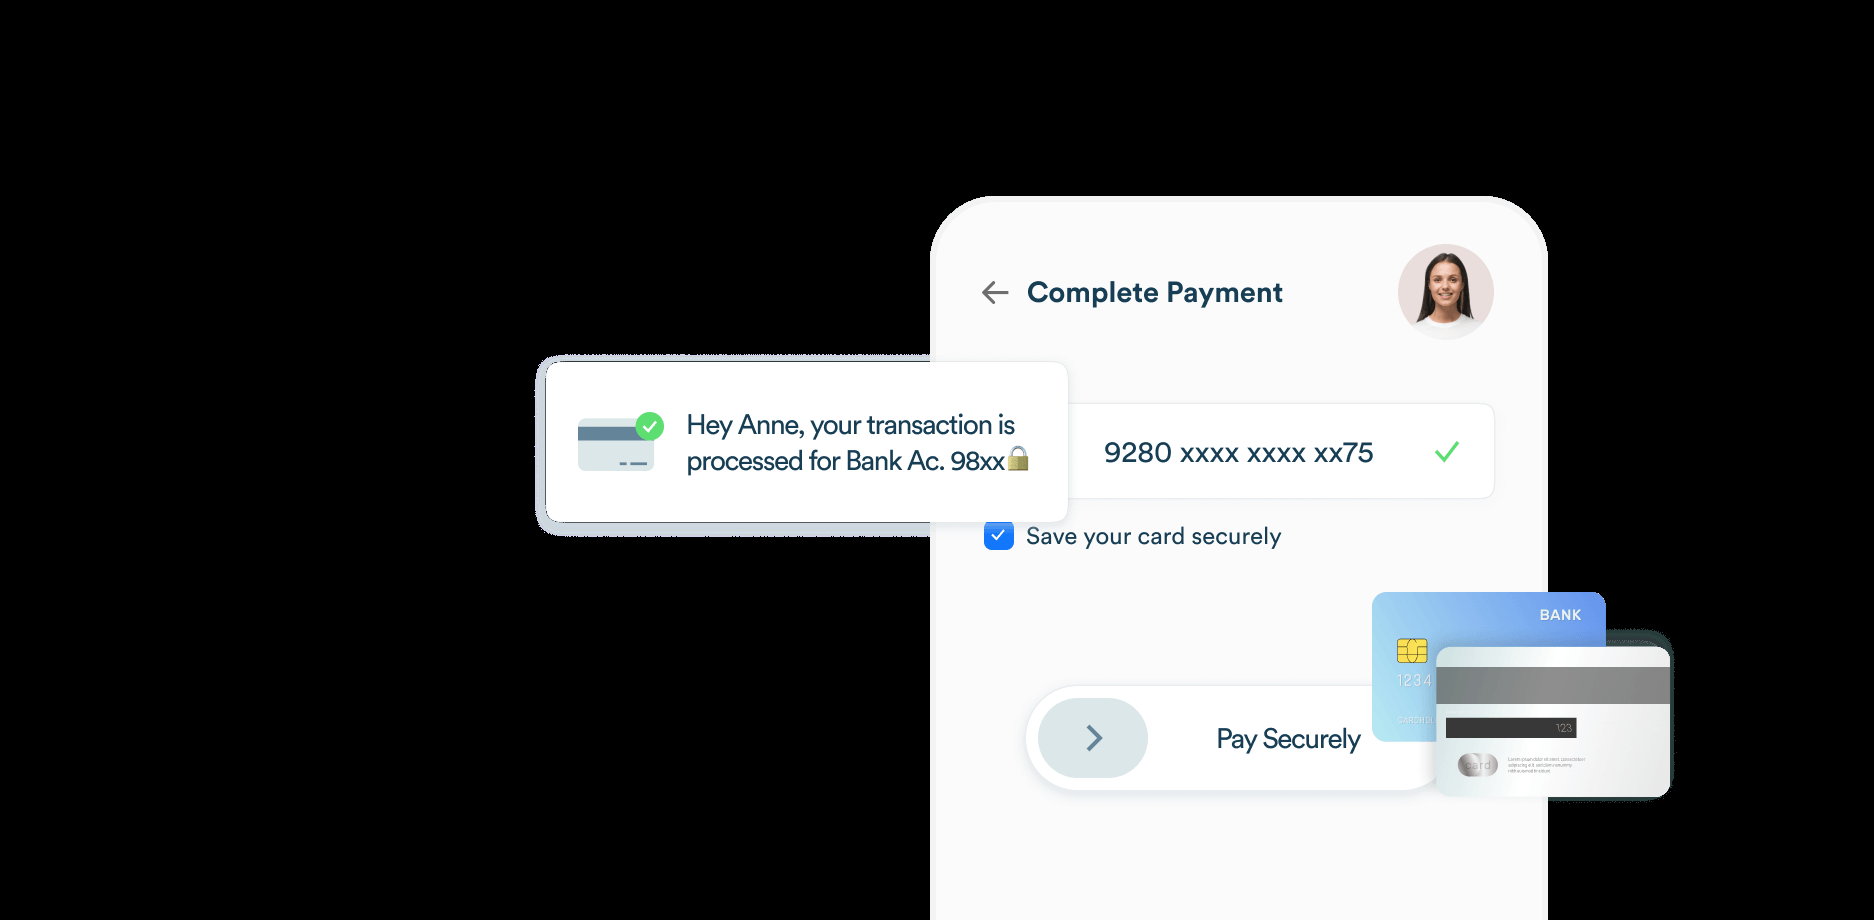 Complete Payment
Hey Anne, your transaction is
processed for Bank Ac. 98xx
9280 xxxx xxxx xx75
Save your card securely
BANK
1234
Pay Securely
123
card